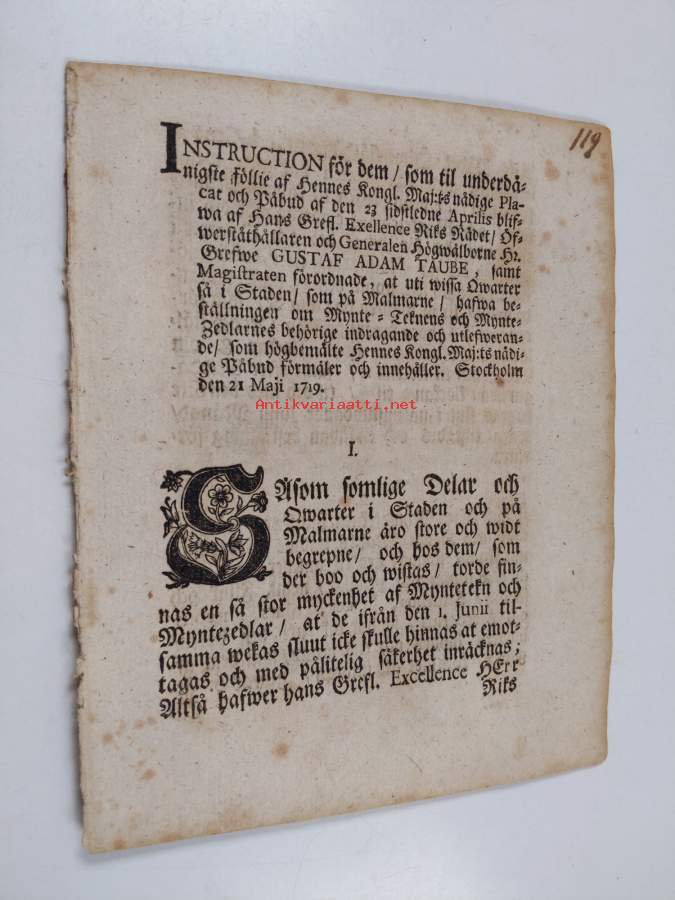 119
INSTRUCTION för dem / som til underdå-
nigste föllie af Hennes Kongl. Maj:ts nådige Pla-
cat och Påbud af den 23 sidstledne Aprilis blif-
wa af Hans Grefl. Exellence Riks Rådet / Öf-
werståthållaren och Generalen Högwälborne Hr.
Grefwe GUSTAF ADAM TAUBE, samt
Magistraten förordnade, at uti wissa Qwarter
så i Staden / som på Malmarne / hafwa be-
ställningen om Mynte-Teknens och Mynte-
Zedlarnes behörige indragande och utlefweran-
de / som högbemälte Hennes Kongl. Maj:ts nådi-
ge Påbud förmäler och innehåller. Stockholm
den 21 Maji 1719.
Antikvariaatti.net
I.
SÅsom somlige Delar och
Qwarter i Staden och på
Malmarne äro store och widt
begrepne / och hos dem / som
der boo och wistas / torde fin-
nas en så stor myckenhet af Myntetekn och
Myntezedlar / at de ifrån den 1. Junii til-
samma wekas sluut icke skulle hinnas at emot-
tagas och med pålitelig säkerhet inräcknas;
Altså hafwer hans Grefl. Excellence HErr
Riks